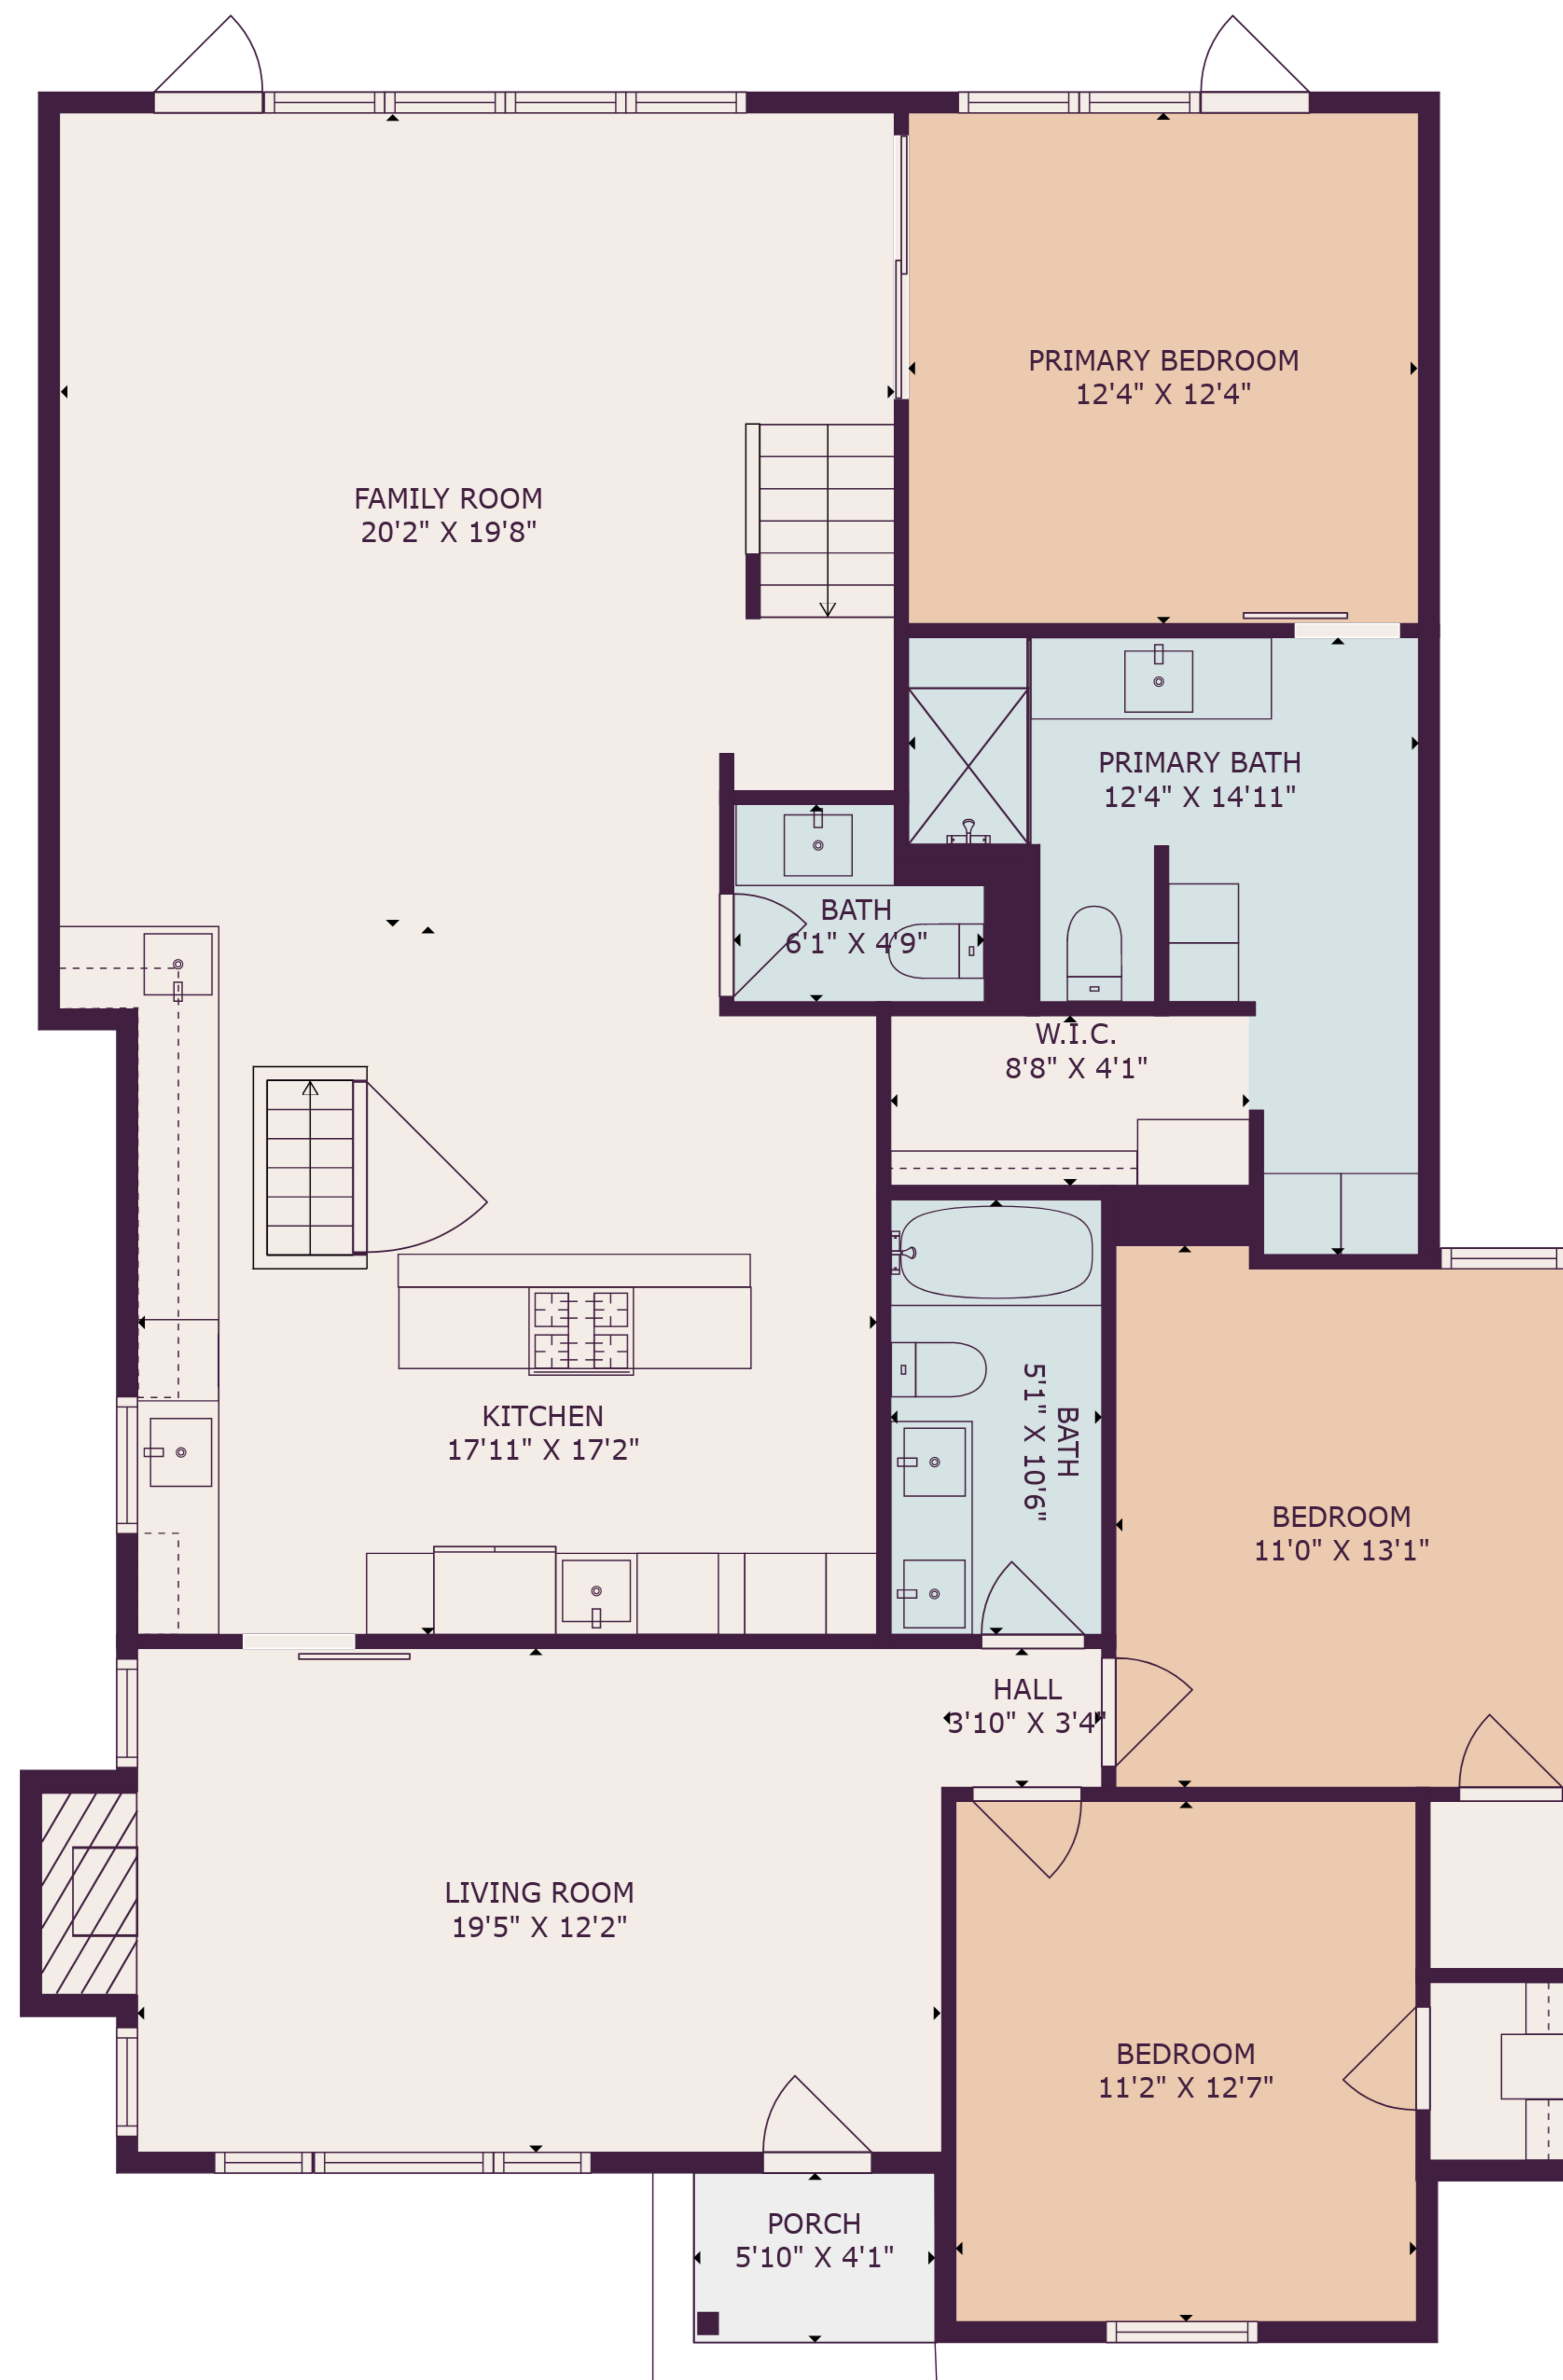 PRIMARY BEDROOM
12'4" X 12'4"
FAMILY ROOM
20'2" X 19'8"
PRIMARY BATH
12'4" X 14'11"
BATH
6'1" X 4'9"
W.I.C.
8'8" X 4'1"
KITCHEN
17'11" X 17'2"
BATH
5'1" X 10'6"
BEDROOM
11'0" X 13'1"
HALL
3'10" X 3'4"
LIVING ROOM
19'5" X 12'2"
BEDROOM
11'2" X 12'7"
PORCH
5'10" X 4'1"